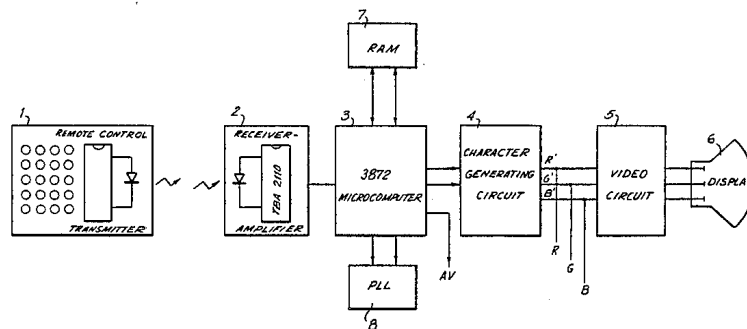 7
RAM
1
REMOTE CONTROL
TRANSMITTER
2
RECEIVER-
TBA 2110
AMPLIFIER
3
3872
MICROCOMPUTER
4
CHARACTER
GENERATING
CIRCUIT
R'
G'
B'
5
VIDEO
CIRCUIT
6
DISPLAY
AV
R
G
B
PLL
8